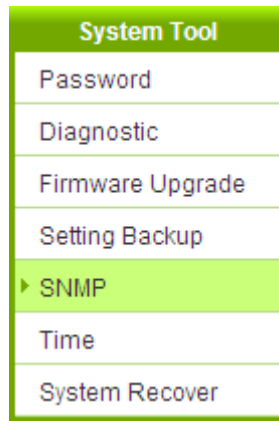 System Tool
Password
Diagnostic
Firmware Upgrade
Setting Backup
SNMP
Time
System Recover